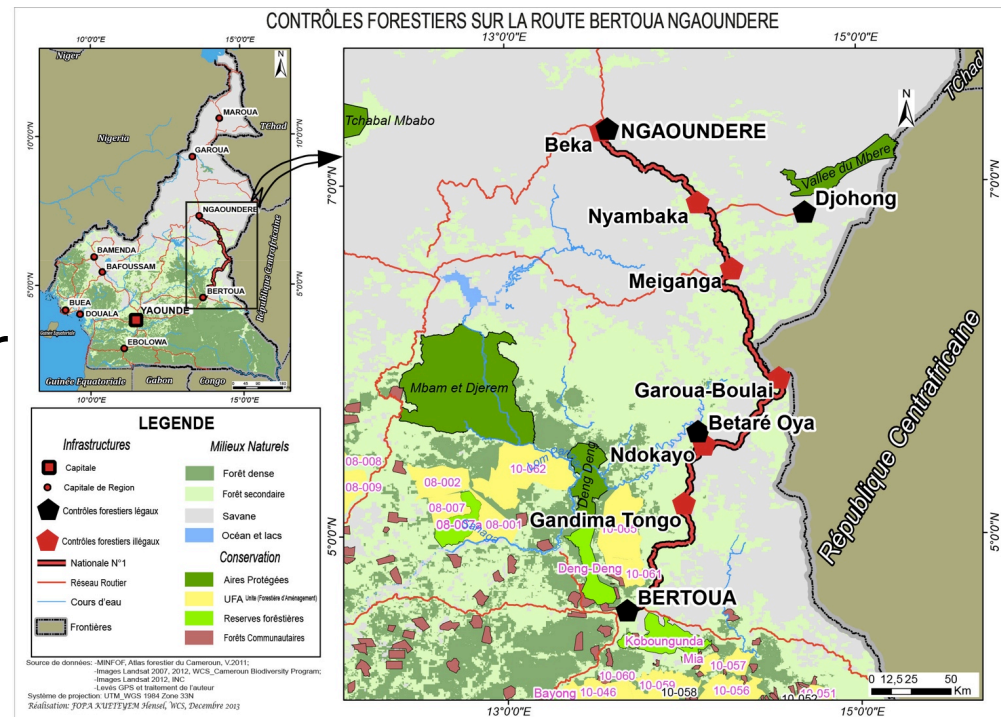 CONTRÔLES FORESTIERS SUR LA ROUTE BERTOUA NGAOUNDERE
10°0'0"E
15°0'0"E
Niger
N
MAROUA
TChad
Nigeria
10°0'0"N
10°0'0"N
GAROUA
NGAOUNDERE
République Centrafricaine
BAMENDA
BAFOUSSAM
5°0'0"N
5°0'0"N
BERTOUA
BUEA
DOUALA
YAOUNDE
EBOLOWA
Guinée Equatoriale
Gabon
Congo
10°0'0"E
15°0'0"E
LEGENDE
Infrastructures
Capitale
Capitale de Region
Contrôles forestiers légaux
Contrôles forestiers illégaux
Nationale N°1
Réseau Routier
Cours d'eau
Frontières
Milieux Naturels
Forêt dense
Forêt secondaire
Savane
Océan et lacs
Conservation
Aires Protégées
UFA Unite (Forestière d'Aménagement)
Reserves forêstières
Forêts Communautaires
Source de données: -MINFOF, Atlas forestier du Cameroun, V.2011;
-Images Landsat 2007, 2012, WCS_Cameroun Biodiversity Program;
-Images Landsat 2012, INC
-Levés GPS et traitement de l'auteur
Système de projection: UTM_WGS 1984 Zone 33N
Réalisation: FOPA KUETEYEM Hensel, WCS, Decembre 2013
13°0'0"E
15°0'0"E
TChad
N
Tchabal Mbabo
NGAOUNDERE
Beka
Vallee du Mbere
7°0'0"N
7°0'0"N
Djohong
Nyambaka
Meiganga
République Centrafricaine
Mbam et Djerem
Garoua-Boulai
Betaré Oya
Ndokayo
08-008
10-062
08-009
08-002
Deng Deng
08-007
08-001
Gandima Tongo
5°0'0"N
5°0'0"N
Deng-Deng
10-061
BERTOUA
Koboungunda
Mia
10-057
10-060
10-059
Bayong
10-046
10-058
10-056
10-051
0 12,5 25 50
Km
13°0'0"E
15°0'0"E